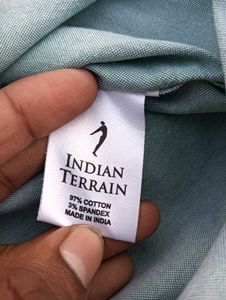 INDIAN
TERRAIN
97% COTTON
3% SPANDEX
MADE IN INDIA